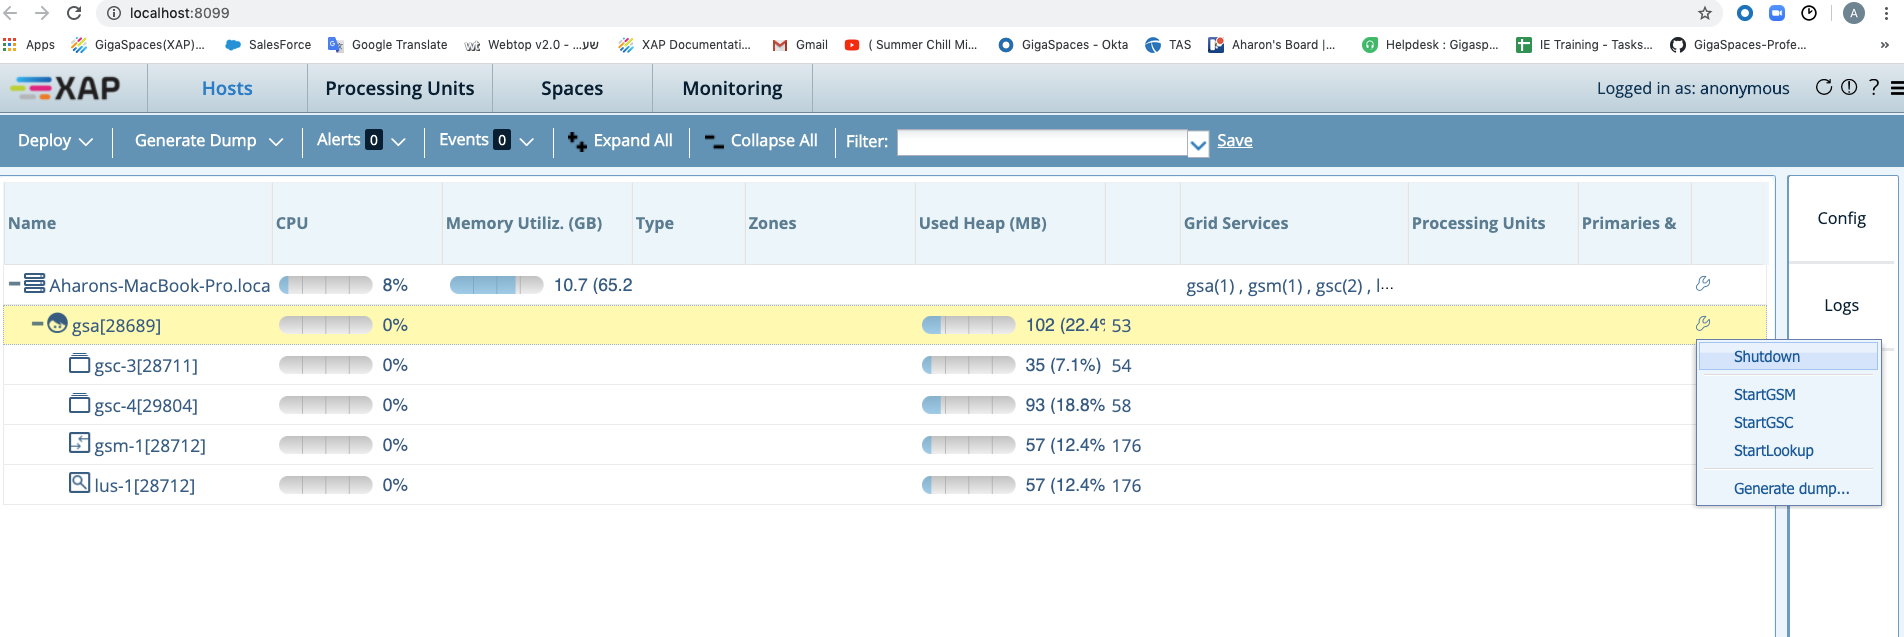 localhost:8099
A
Apps GigaSpaces(XAP)... SalesForce Google Translate Webtop v2.0 - ...שע XAP Documentati... Gmail ( Summer Chill Mi... GigaSpaces - Okta TAS Aharon's Board |... Helpdesk : Gigasp... IE Training - Tasks... GigaSpaces-Profe... »
XAP Hosts Processing Units Spaces Monitoring Logged in as: anonymous ?
Deploy Generate Dump Alerts 0 Events 0 Expand All Collapse All Filter: Save
Name CPU Memory Utiliz. (GB) Type Zones Used Heap (MB) Grid Services Processing Units Primaries &
Config
Aharons-MacBook-Pro.loca 8% 10.7 (65.2 gsa(1) , gsm(1) , gsc(2) , l...
Logs
gsa[28689] 0% 102 (22.4% 53
gsc-3[28711] 0% 35 (7.1%) 54
gsc-4[29804] 0% 93 (18.8% 58
gsm-1[28712] 0% 57 (12.4% 176
lus-1[28712] 0% 57 (12.4% 176
Shutdown
StartGSM
StartGSC
StartLookup
Generate dump...